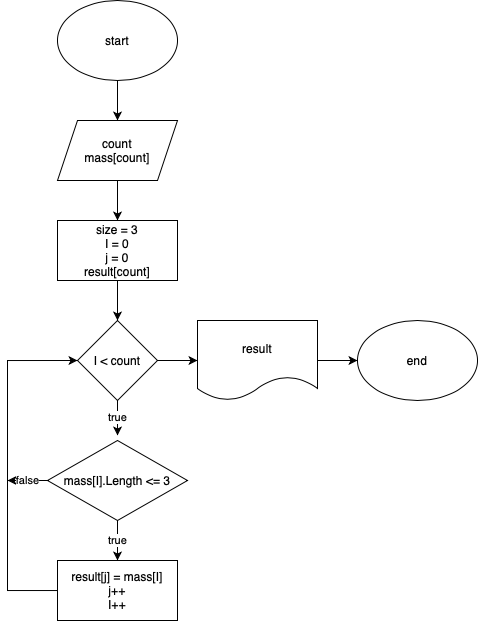 start
count
mass[count]
size = 3
I = 0
j = 0
result[count]
I < count
result
end
true
mass[I].Length <= 3
false
true
result[j] = mass[I]
j++
I++